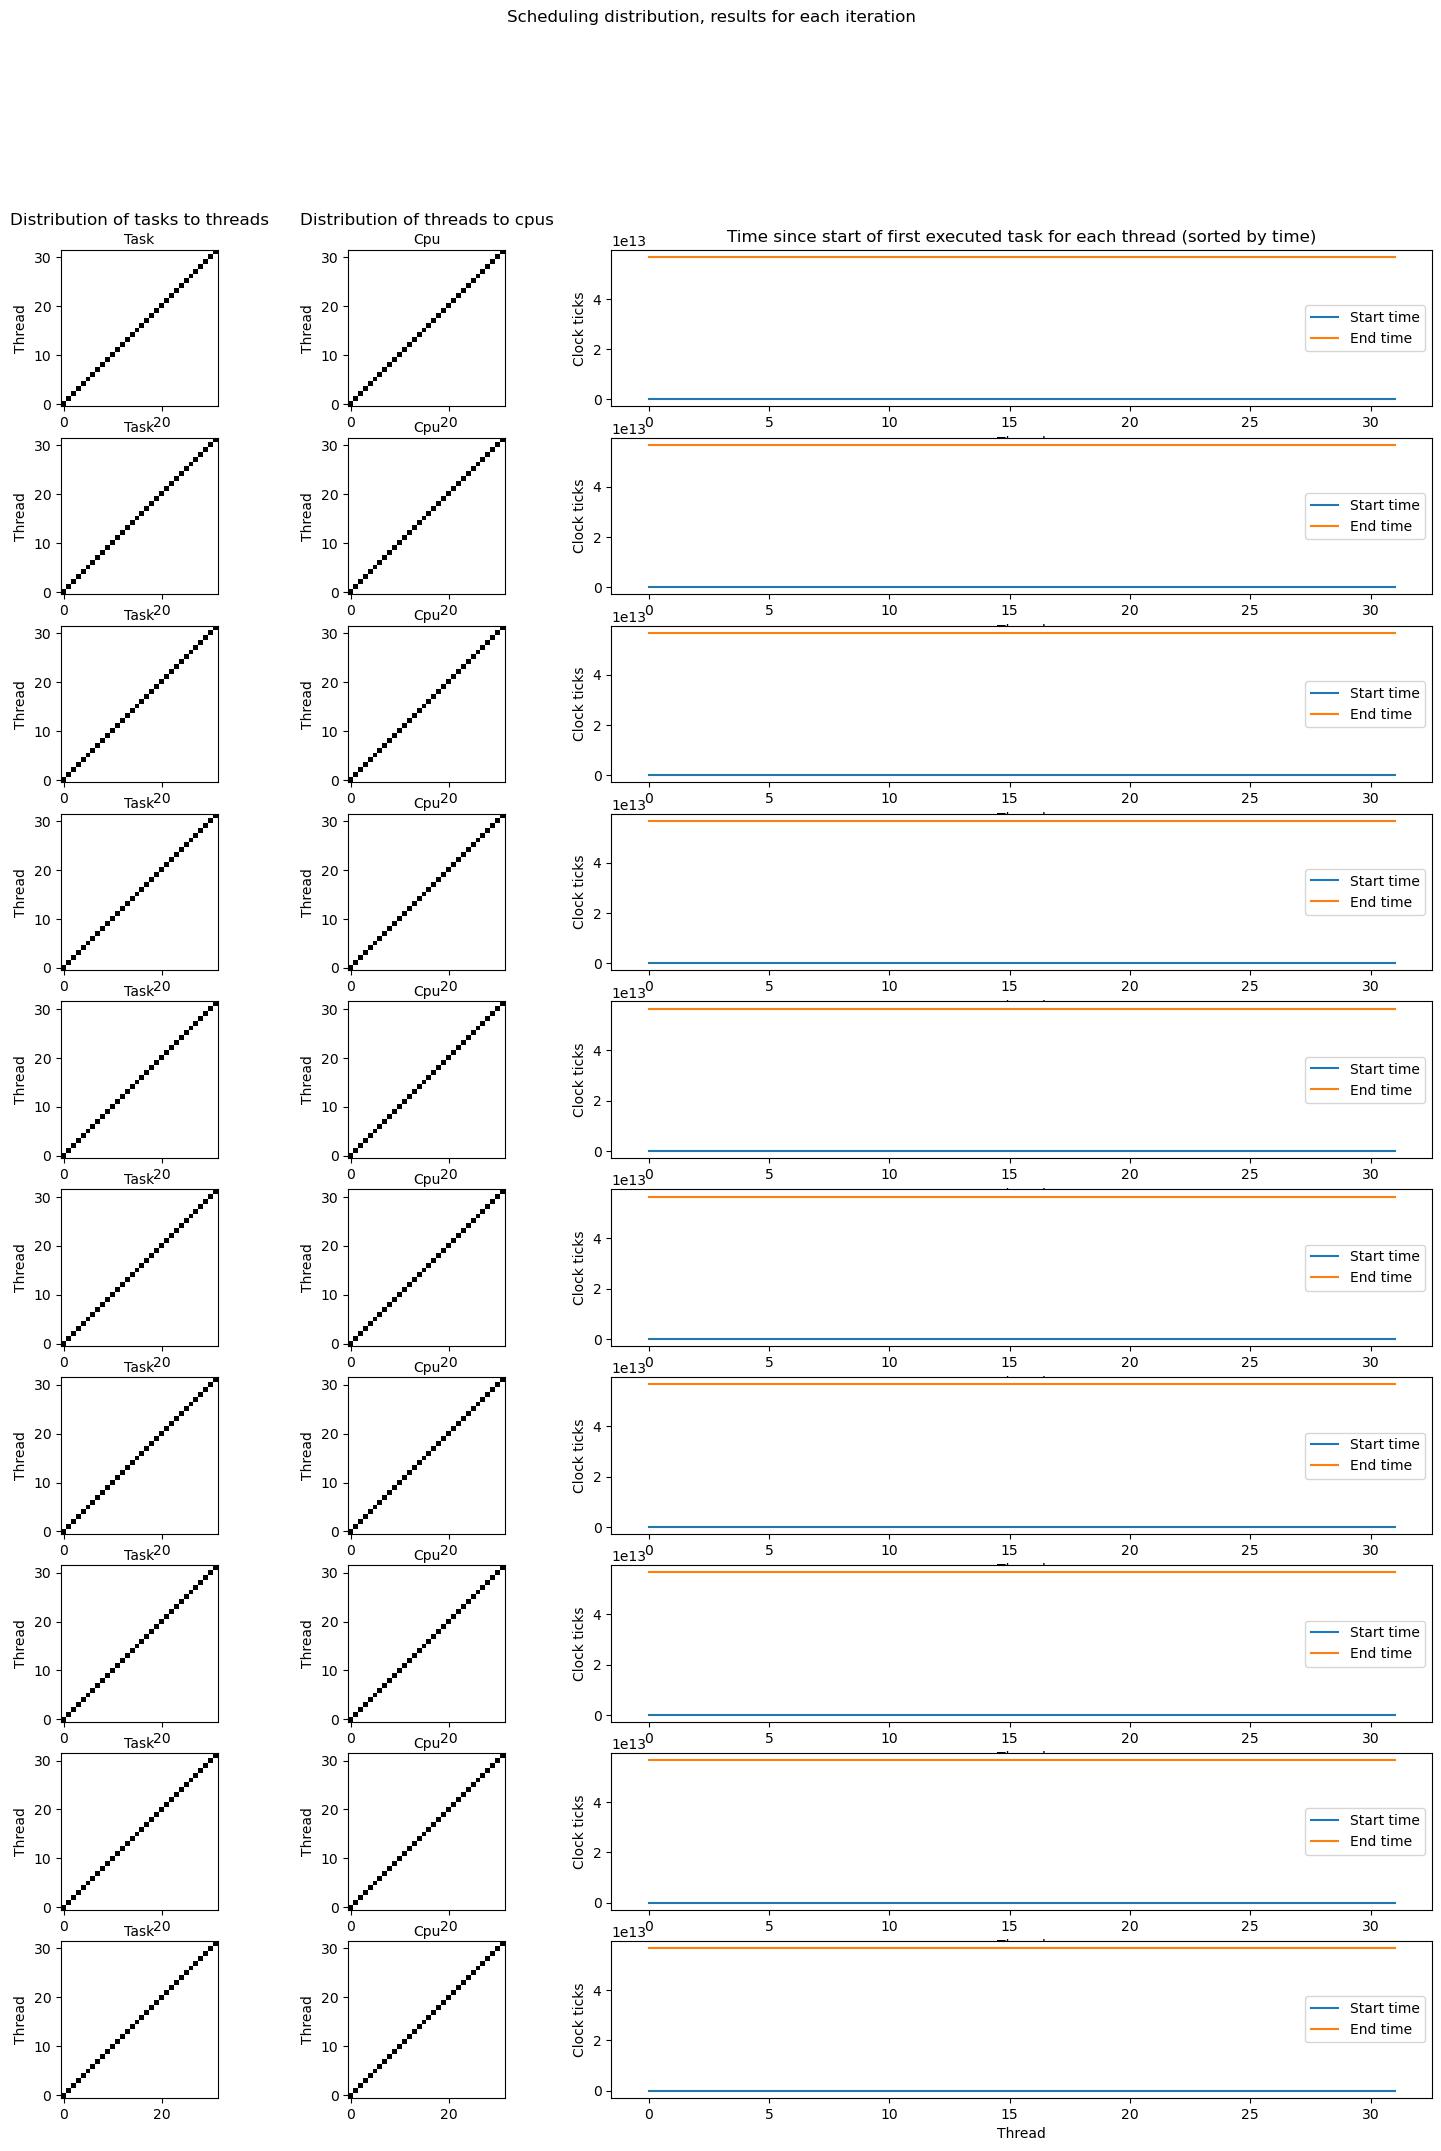 Scheduling distribution, results for each iteration
Distribution of tasks to threads
Distribution of threads to cpus
Time since start of first executed task for each thread (sorted by time)
Task
Thread
30
20
10
0
0 20
Cpu
Thread
30
20
10
0
0 20
1e13
Clock ticks
4
2
0
Start time
End time
0 5 10 15 20 25 30
Task
Thread
30
20
10
0
0 20
Cpu
Thread
30
20
10
0
0 20
1e13
Clock ticks
4
2
0
Start time
End time
0 5 10 15 20 25 30
Task
Thread
30
20
10
0
0 20
Cpu
Thread
30
20
10
0
0 20
1e13
Clock ticks
4
2
0
Start time
End time
0 5 10 15 20 25 30
Task
Thread
30
20
10
0
0 20
Cpu
Thread
30
20
10
0
0 20
1e13
Clock ticks
4
2
0
Start time
End time
0 5 10 15 20 25 30
Task
Thread
30
20
10
0
0 20
Cpu
Thread
30
20
10
0
0 20
1e13
Clock ticks
4
2
0
Start time
End time
0 5 10 15 20 25 30
Task
Thread
30
20
10
0
0 20
Cpu
Thread
30
20
10
0
0 20
1e13
Clock ticks
4
2
0
Start time
End time
0 5 10 15 20 25 30
Task
Thread
30
20
10
0
0 20
Cpu
Thread
30
20
10
0
0 20
1e13
Clock ticks
4
2
0
Start time
End time
0 5 10 15 20 25 30
Task
Thread
30
20
10
0
0 20
Cpu
Thread
30
20
10
0
0 20
1e13
Clock ticks
4
2
0
Start time
End time
0 5 10 15 20 25 30
Task
Thread
30
20
10
0
0 20
Cpu
Thread
30
20
10
0
0 20
1e13
Clock ticks
4
2
0
Start time
End time
0 5 10 15 20 25 30
Task
Thread
30
20
10
0
0 20
Cpu
Thread
30
20
10
0
0 20
1e13
Clock ticks
4
2
0
Start time
End time
0 5 10 15 20 25 30
Thread